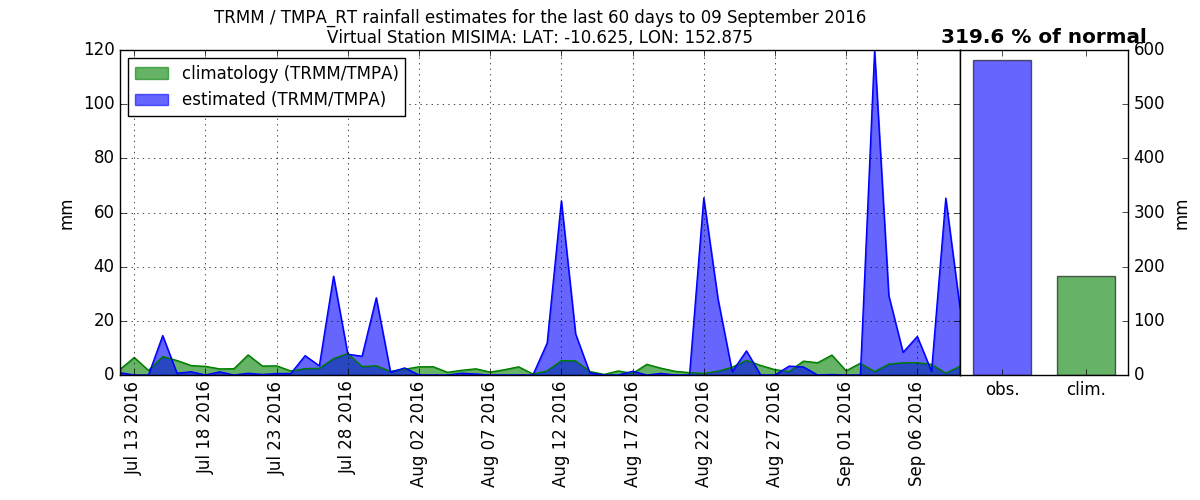 TRMM / TMPA_RT rainfall estimates for the last 60 days to 09 September 2016
Virtual Station MISIMA: LAT: -10.625, LON: 152.875
319.6 % of normal
climatology (TRMM/TMPA)
estimated (TRMM/TMPA)
mm
120
100
80
60
40
20
0
Jul 13 2016
Jul 18 2016
Jul 23 2016
Jul 28 2016
Aug 02 2016
Aug 07 2016
Aug 12 2016
Aug 17 2016
Aug 22 2016
Aug 27 2016
Sep 01 2016
Sep 06 2016
600
500
400
300
200
100
0
mm
obs.
clim.